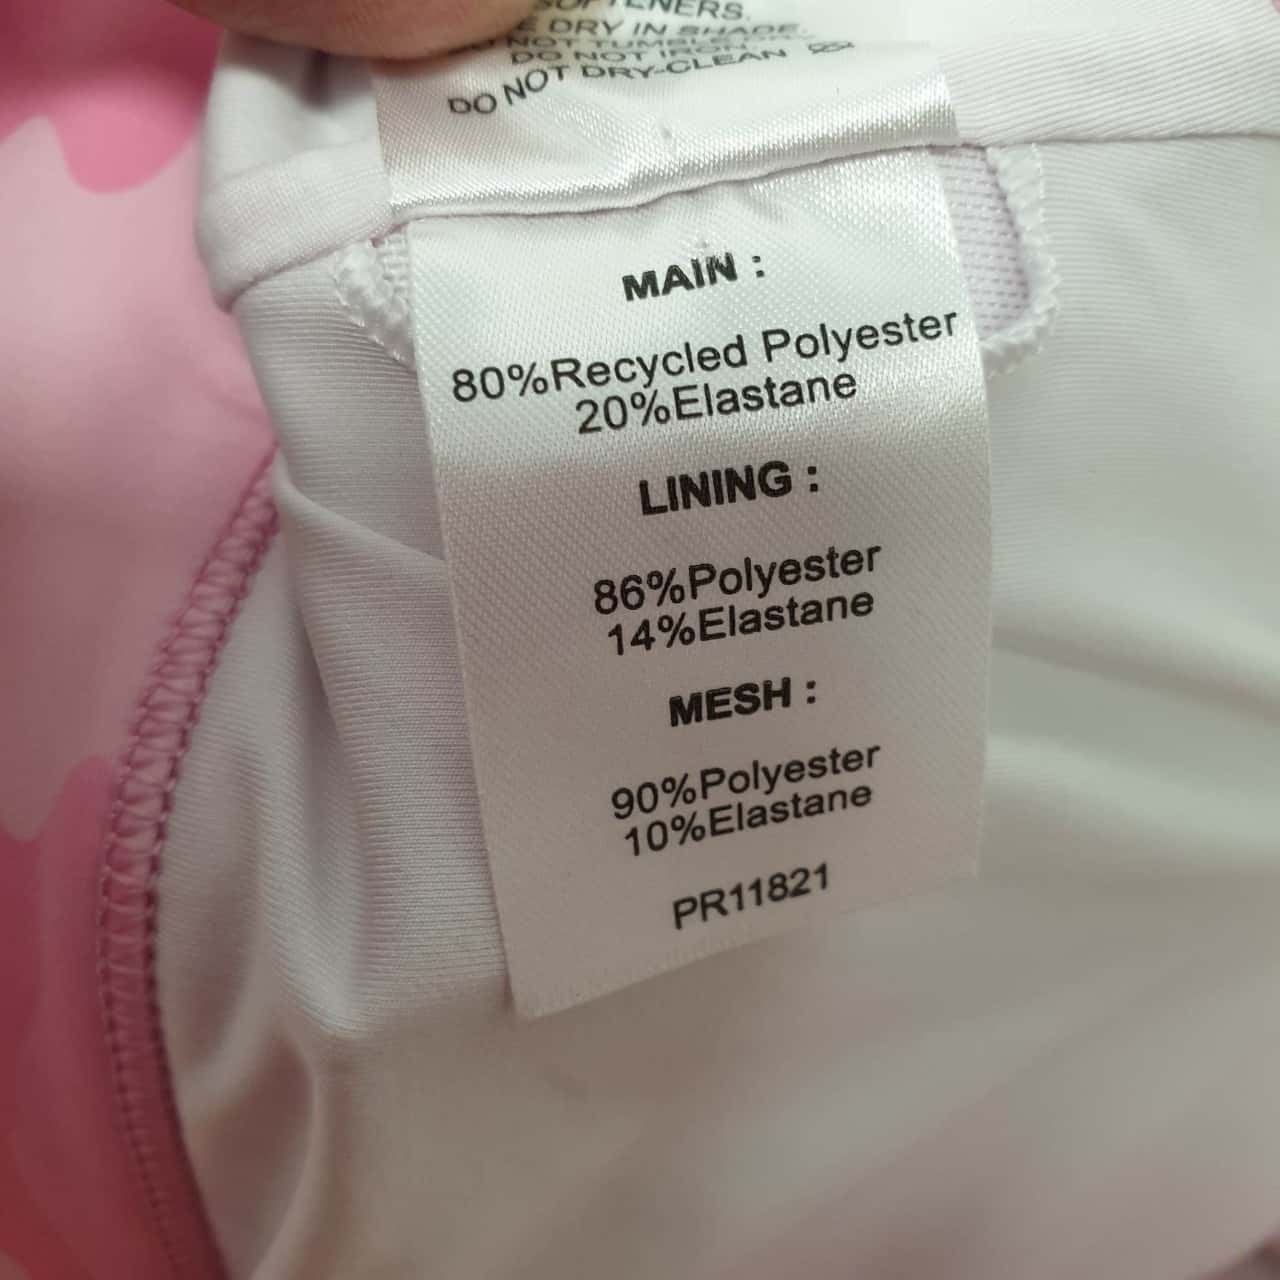 SOFTENERS.
DRY IN SHADE.
NOT TUMBLE
DO NOT IRON
DO NOT DRY-CLEAN
MAIN :
80%Recycled Polyester
20%Elastane
LINING :
86%Polyester
14%Elastane
MESH :
90%Polyester
10%Elastane
PR11821